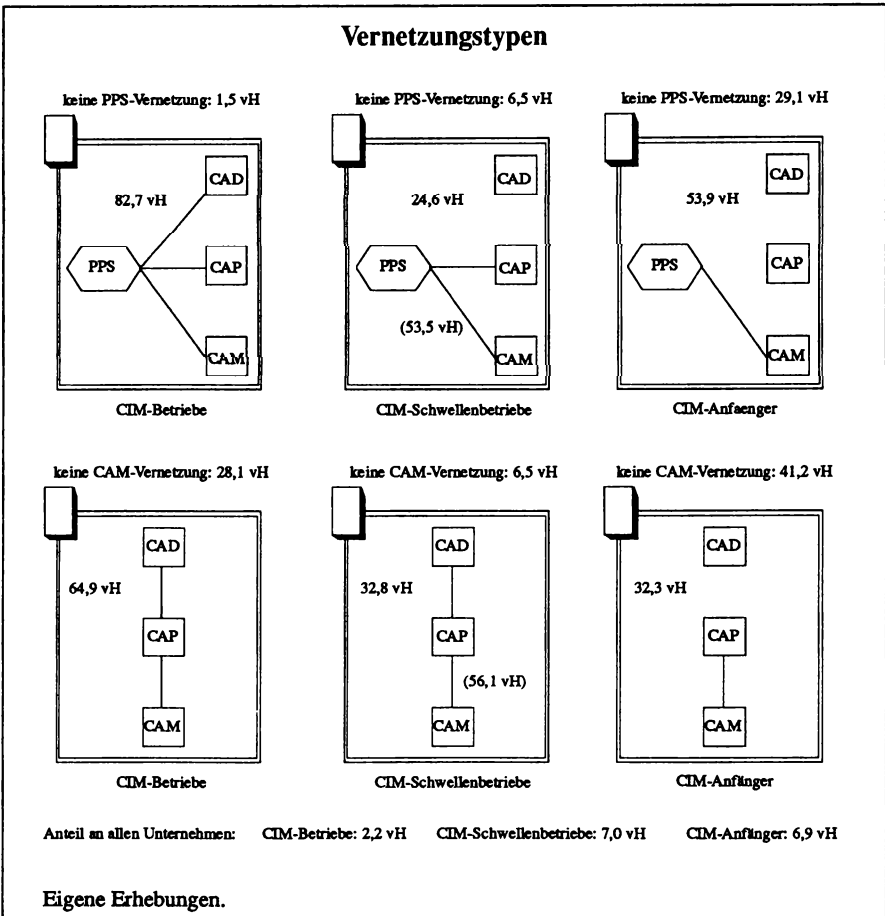 Vernetzungstypen
keine PPS-Vernetzung: 1,5 vH
keine PPS-Vernetzung: 6,5 vH
keine PPS-Vernetzung: 29,1 vH
CAD
82,7 vH
PPS
CAP
CAM
CIM-Betriebe
CAD
24,6 vH
PPS
CAP
(53,5 vH)
CAM
CIM-Schwellenbetriebe
CAD
53,9 vH
PPS
CAP
CAM
CIM-Anfaenger
keine CAM-Vernetzung: 28,1 vH
keine CAM-Vernetzung: 6,5 vH
keine CAM-Vernetzung: 41,2 vH
CAD
64,9 vH
CAP
CAM
CIM-Betriebe
CAD
32,8 vH
CAP
(56,1 vH)
CAM
CIM-Schwellenbetriebe
CAD
32,3 vH
CAP
CAM
CIM-Anfänger
Anteil an allen Unternehmen: CIM-Betriebe: 2,2 vH CIM-Schwellenbetriebe: 7,0 vH CIM-Anfänger: 6,9 vH
Eigene Erhebungen.